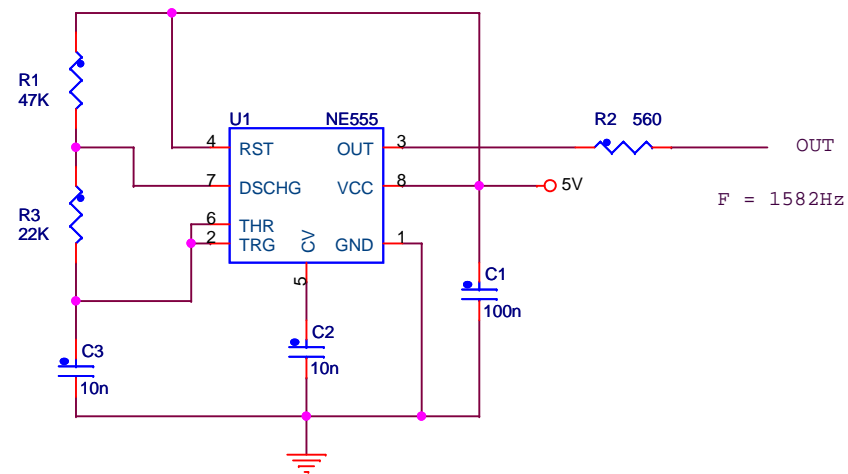 R1
47K
U1 NE555
R2 560
4 RST OUT 3
OUT
7 DSCHG VCC 8
5V
F = 1582Hz
R3
22K
6 THR
2 TRG CV GND 1
5
C1
100n
C2
10n
C3
10n